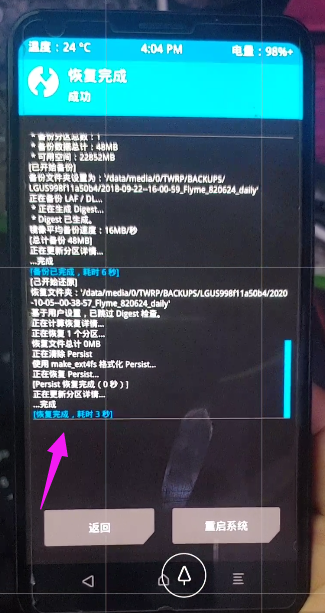 温度：24 °C 4:04 PM 电量：98%+
恢复完成
成功
* 备份分区总数：1
* 备份数据总计：48MB
* 可用空间：22852MB
[已开始备份]
备份文件夹设置为：'/data/media/0/TWRP/BACKUPS/
LGUS998f11a50b4/2018-09-22--16-00-59_Flyme_820624_daily'
正在备份 LAF / DL...
* 正在生成 Digest...
* Digest 已生成。
镜像平均备份速度：16MB/秒
[总计备份 48MB]
正在更新分区详情...
...完成
[备份已完成，耗时 6 秒]
[已开始还原]
恢复文件夹：'/data/media/0/TWRP/BACKUPS/LGUS998f11a50b4/2020
-10-05--00-38-57_Flyme_820624_daily'
基于用户设置，已跳过 Digest 检查。
正在计算恢复详情...
正在恢复 1 个分区...
恢复文件总计 0MB
正在清除 Persist
使用 make_ext4fs 格式化 Persist...
正在恢复 Persist...
[Persist 恢复完成 ( 0 秒 ) ]
正在更新分区详情...
...完成
[恢复完成，耗时 3 秒]
返回 重启系统